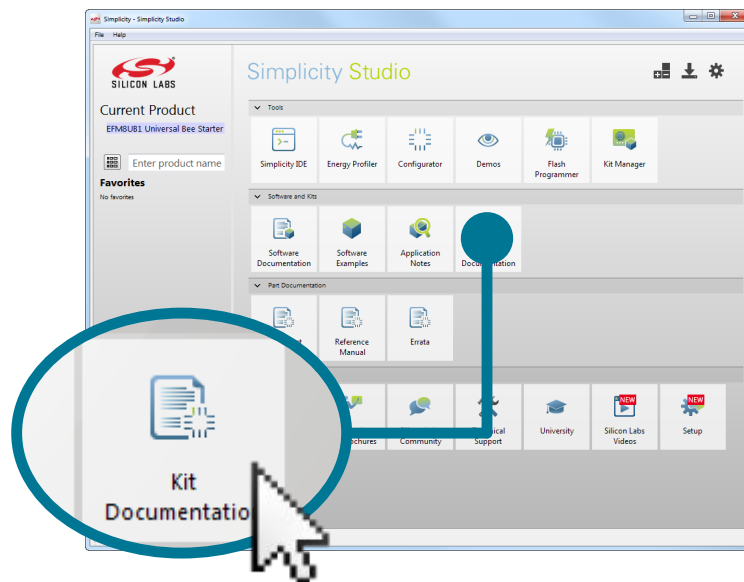 Simplicity - Simplicity Studio
File Help
SILICON LABS
Simplicity Studio
Current Product
EFM8UB1 Universal Bee Starter
Enter product name
Favorites
No favorites
Tools
Simplicity IDE
Energy Profiler
Configurator
Demos
Flash
Programmer
Kit Manager
Software and Kits
Software
Documentation
Software
Examples
Application
Notes
Part Documentation
Reference
Manual
Errata
Community
Support
University
NEW
Silicon Labs
Videos
NEW
Setup
Kit
Documentatio